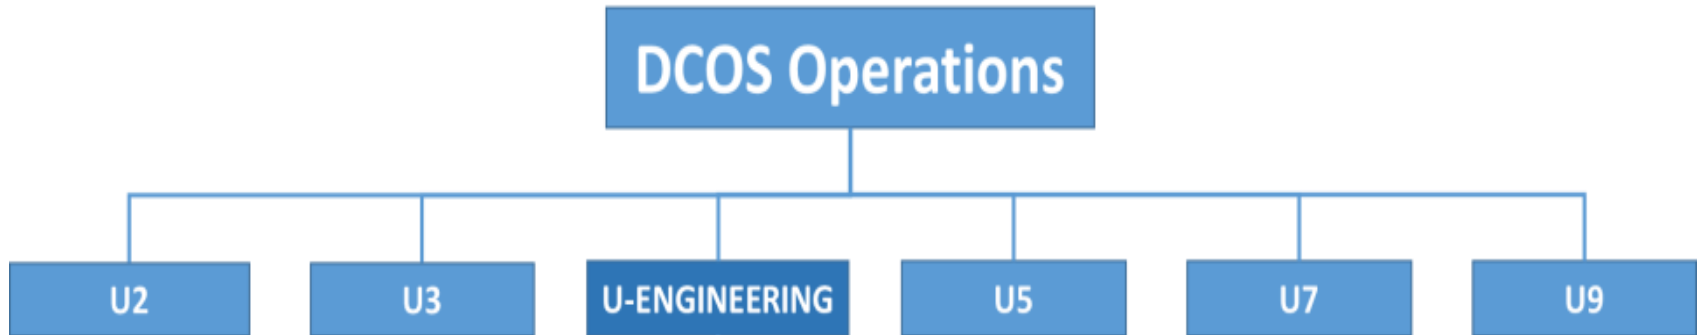 DCOS Operations
U2
U3
U-ENGINEERING
U5
U7
U9